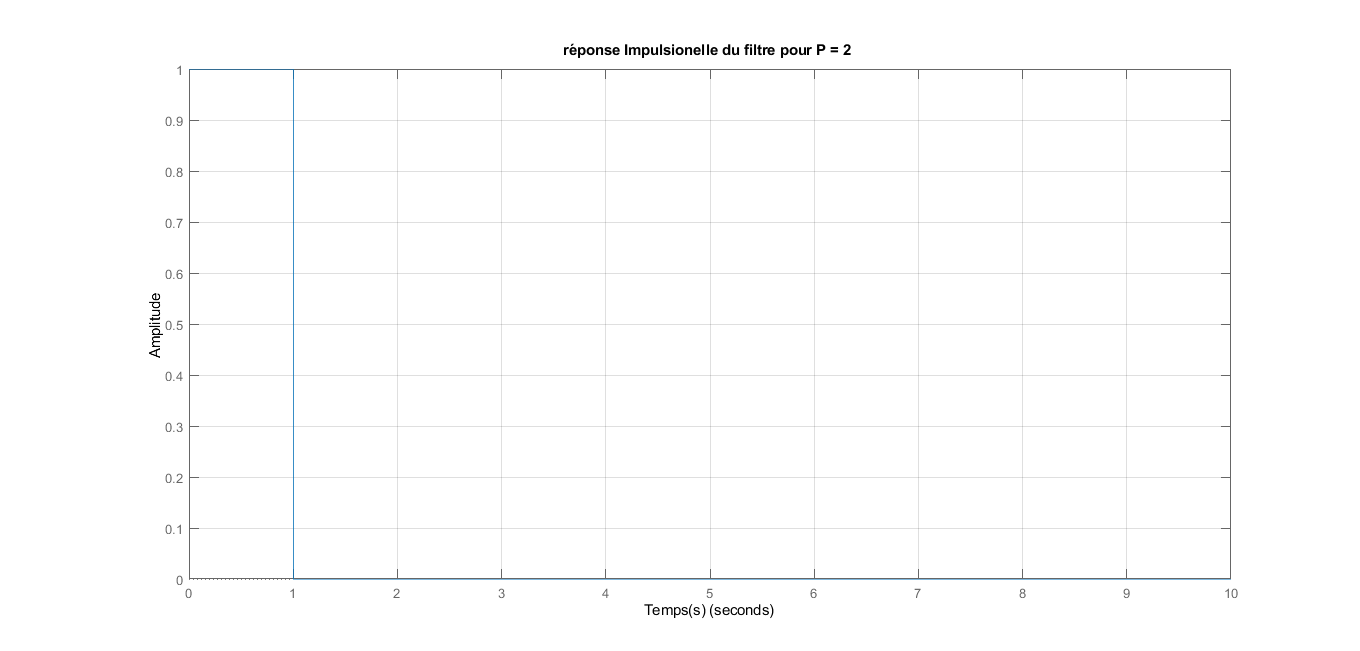 réponse Impulsionelle du filtre pour P = 2
1
0.9
0.8
0.7
0.6
0.5
0.4
0.3
0.2
0.1
0
Amplitude
0 1 2 3 4 5 6 7 8 9 10
Temps(s) (seconds)